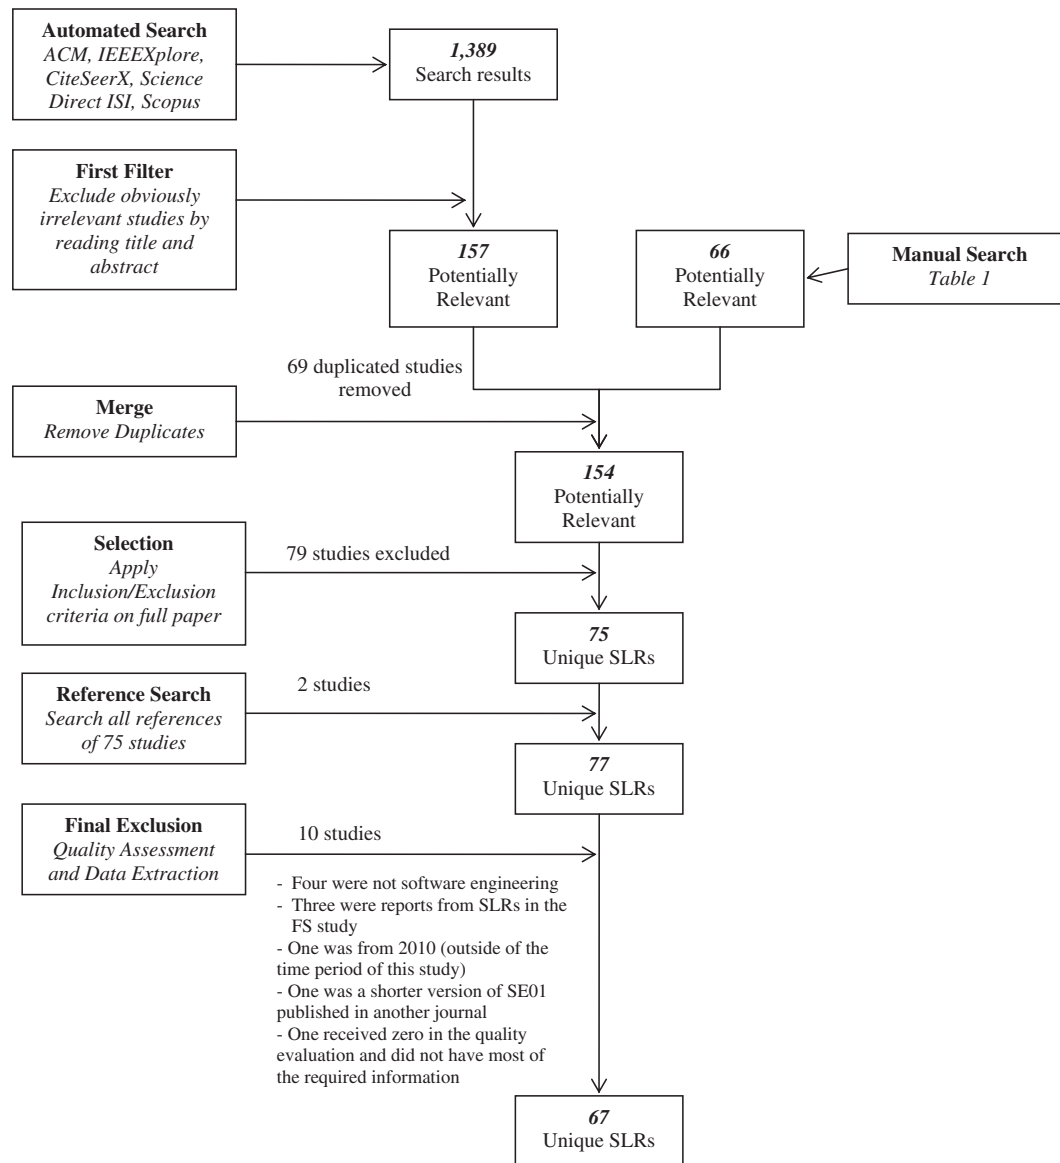 Automated Search
ACM, IEEEXplore,
CiteSeerX, Science
Direct ISI, Scopus
1,389
Search results
First Filter
Exclude obviously
irrelevant studies by
reading title and
abstract
157
Potentially
Relevant
66
Potentially
Relevant
Manual Search
Table 1
69 duplicated studies
removed
Merge
Remove Duplicates
154
Potentially
Relevant
Selection
Apply
Inclusion/Exclusion
criteria on full paper
79 studies excluded
75
Unique SLRs
Reference Search
Search all references
of 75 studies
2 studies
77
Unique SLRs
Final Exclusion
Quality Assessment
and Data Extraction
10 studies
- Four were not software engineering
- Three were reports from SLRs in the
FS study
- One was from 2010 (outside of the
time period of this study)
- One was a shorter version of SE01
published in another journal
- One received zero in the quality
evaluation and did not have most of
the required information
67
Unique SLRs